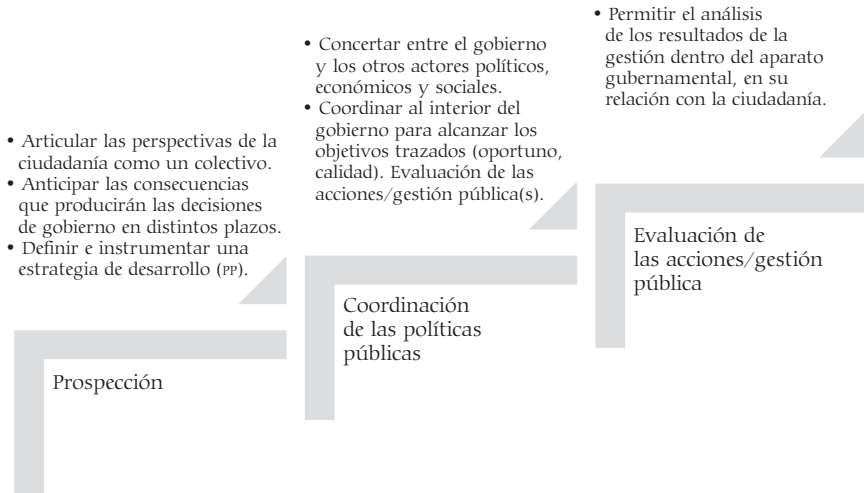 • Articular las perspectivas de la
ciudadanía como un colectivo.
• Anticipar las consecuencias
que producirán las decisiones
de gobierno en distintos plazos.
• Definir e instrumentar una
estrategia de desarrollo (PP).
Prospección
• Concertar entre el gobierno
y los otros actores políticos,
económicos y sociales.
• Coordinar al interior del
gobierno para alcanzar los
objetivos trazados (oportuno,
calidad). Evaluación de las
acciones/gestión pública(s).
Coordinación
de las políticas
públicas
• Permitir el análisis
de los resultados de la
gestión dentro del aparato
gubernamental, en su
relación con la ciudadanía.
Evaluación de
las acciones/gestión
pública